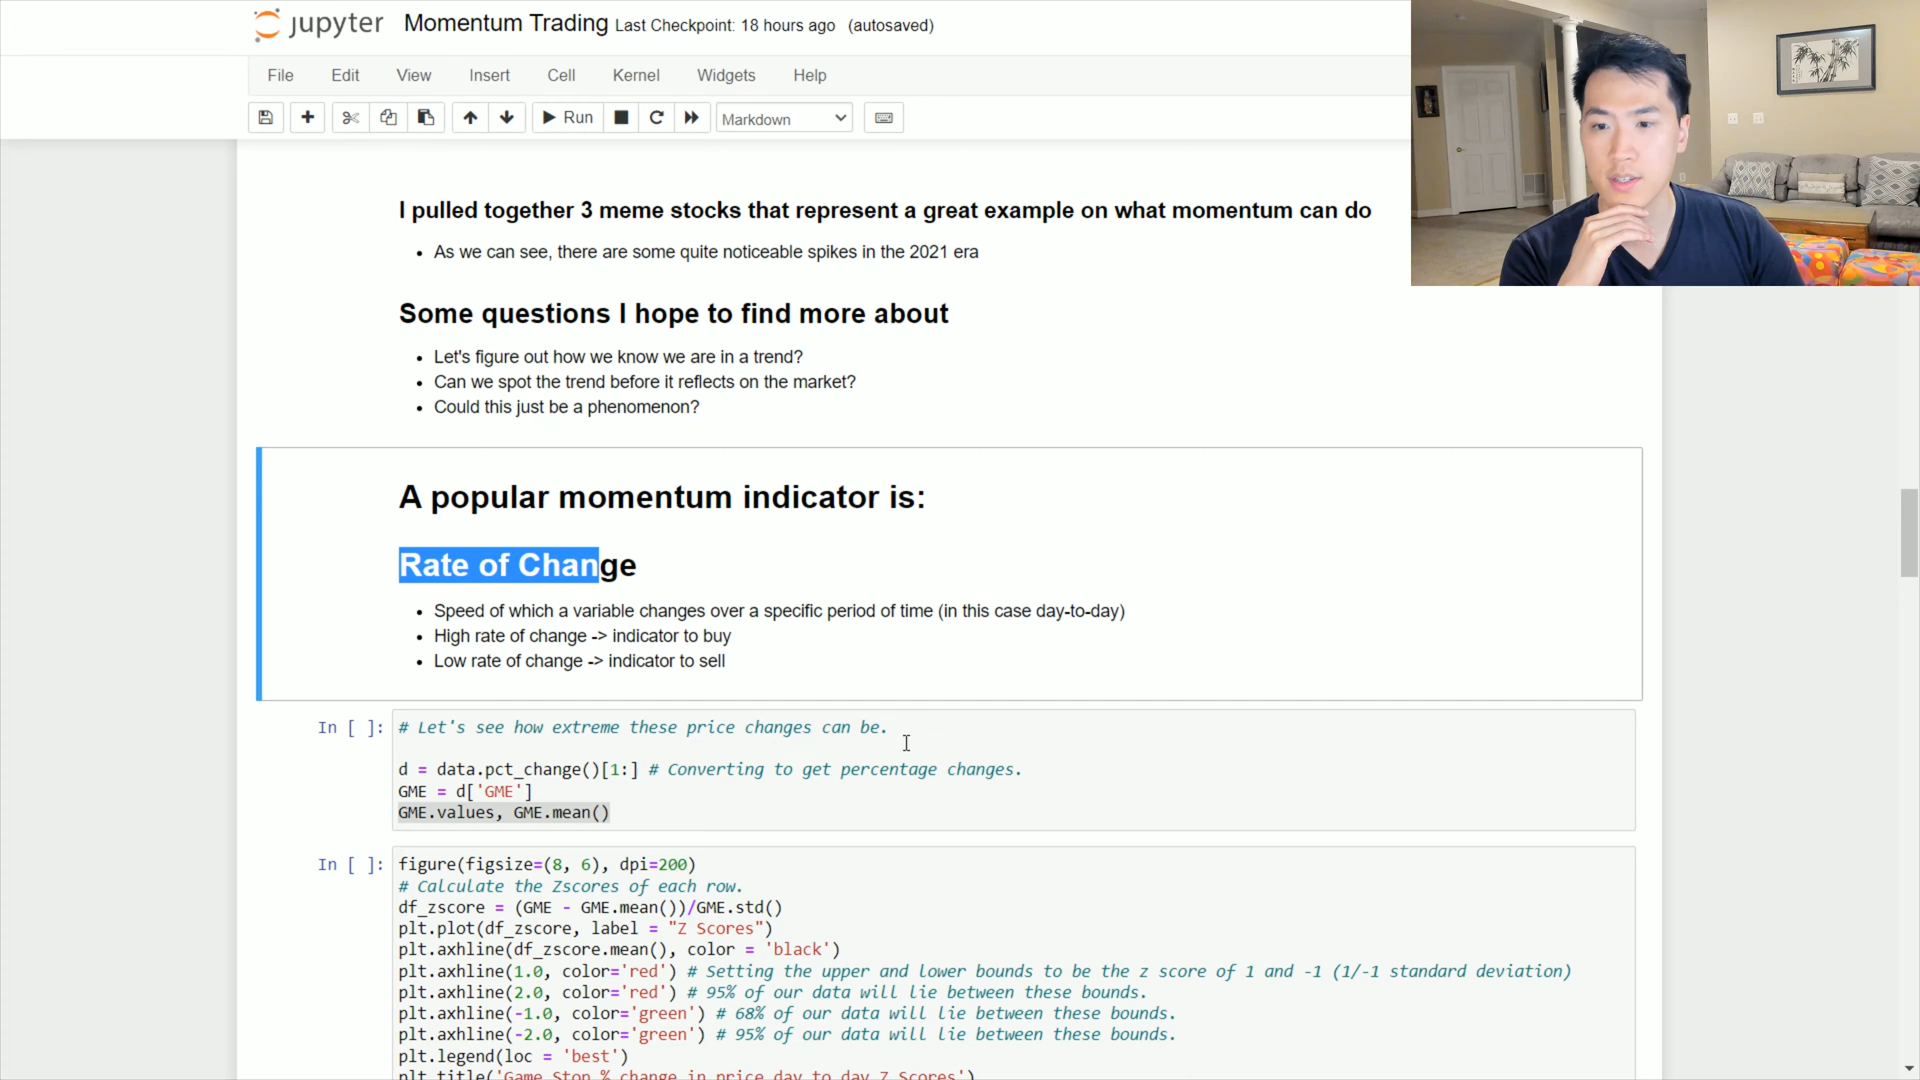 jupyter Momentum Trading Last Checkpoint: 18 hours ago (autosaved)
File Edit View Insert Cell Kernel Widgets Help
Run Markdown
I pulled together 3 meme stocks that represent a great example on what momentum can do
• As we can see, there are some quite noticeable spikes in the 2021 era
Some questions I hope to find more about
• Let's figure out how we know we are in a trend?
• Can we spot the trend before it reflects on the market?
• Could this just be a phenomenon?
A popular momentum indicator is:
Rate of Change
• Speed of which a variable changes over a specific period of time (in this case day-to-day)
• High rate of change -> indicator to buy
• Low rate of change -> indicator to sell
In [ ]: # Let's see how extreme these price changes can be.
d = data.pct_change()[1:] # Converting to get percentage changes.
GME = d['GME']
GME.values, GME.mean()
In [ ]: figure(figsize=(8, 6), dpi=200)
# Calculate the Zscores of each row.
df_zscore = (GME - GME.mean())/GME.std()
plt.plot(df_zscore, label = "Z Scores")
plt.axhline(df_zscore.mean(), color = 'black')
plt.axhline(1.0, color='red') # Setting the upper and lower bounds to be the z score of 1 and -1 (1/-1 standard deviation)
plt.axhline(2.0, color='red') # 95% of our data will lie between these bounds.
plt.axhline(-1.0, color='green') # 68% of our data will lie between these bounds.
plt.axhline(-2.0, color='green') # 95% of our data will lie between these bounds.
plt.legend(loc = 'best')
plt.title('Game Stop % change in price day to day Z Scores')